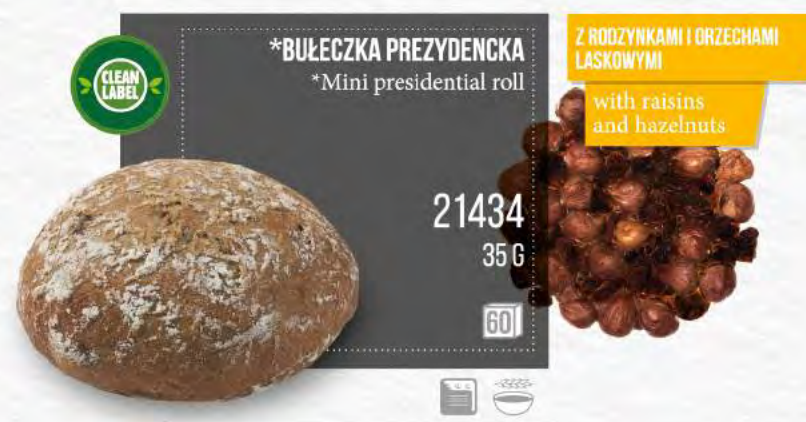 CLEAN
LABEL
*BUŁECZKA PREZYDENCKA
*Mini presidential roll
Z RODZYNKAMI I ORZECHAMI
LASKOWYMI
with raisins
and hazelnuts
21434
35 G
60